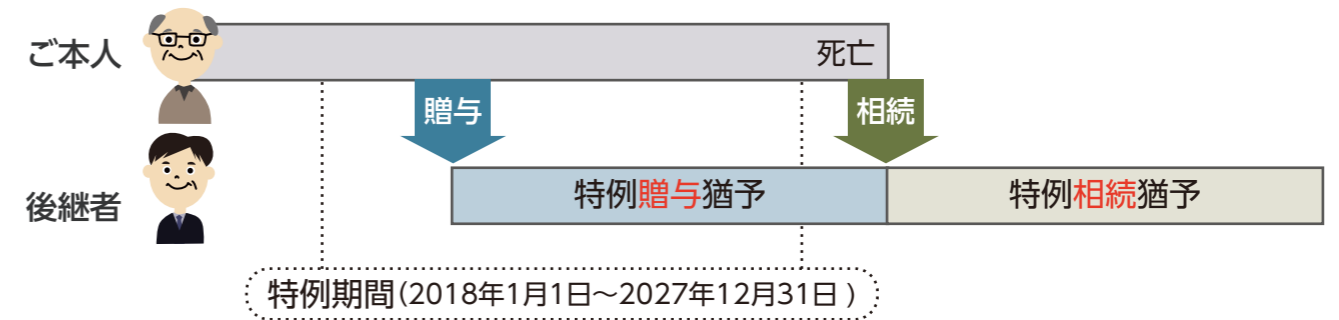 ご本人
死亡
贈与
相続
後継者
特例贈与猶予
特例相続猶予
特例期間(2018年1月1日～2027年12月31日)